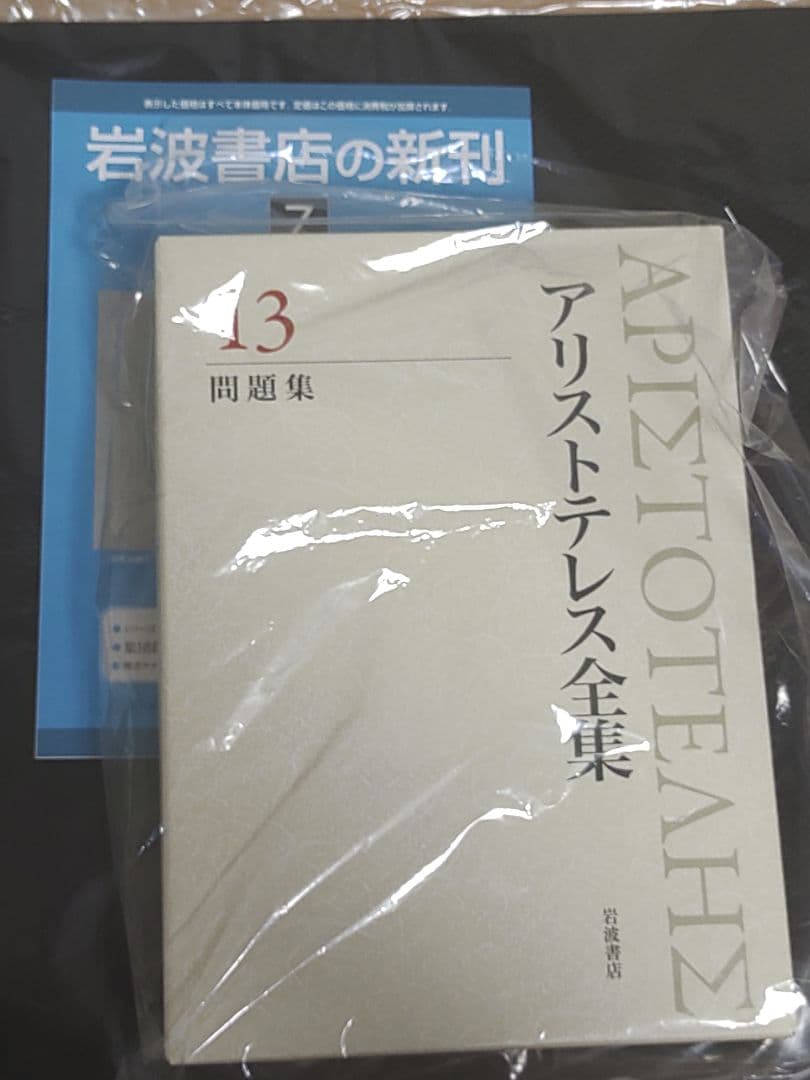 表示した価格はすべて本体価格です.定価はこの価格に消費税が加算されます.
岩波書店の新刊
7
13
問題集
アリストテレス全集
ΑΡΙΣΤΟΤΕΛΗΣ
岩波書店